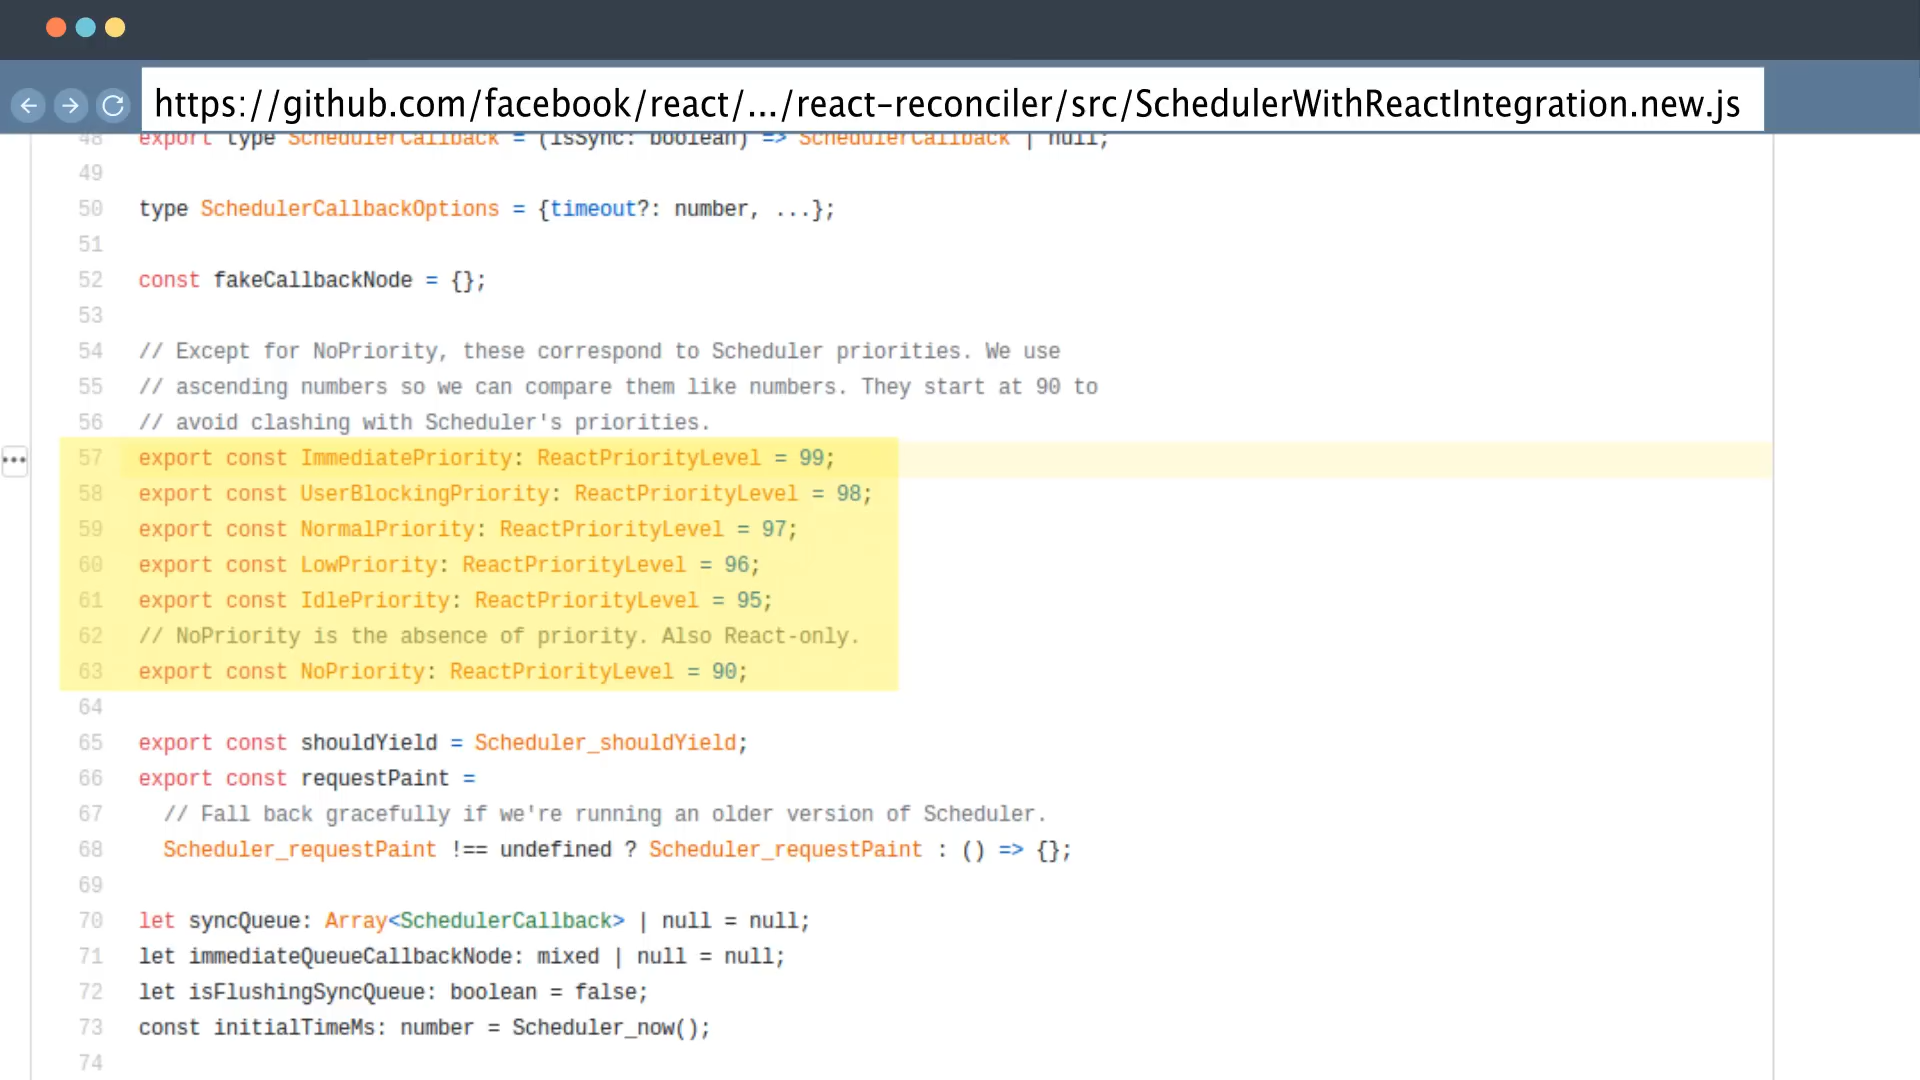 https://github.com/facebook/react/.../react-reconciler/src/SchedulerWithReactIntegration.new.js
48 export type SchedulerCallback = (isSync: boolean) => SchedulerCallback | null;
49
50 type SchedulerCallbackOptions = {timeout?: number, ...};
51
52 const fakeCallbackNode = {};
53
54 // Except for NoPriority, these correspond to Scheduler priorities. We use
55 // ascending numbers so we can compare them like numbers. They start at 90 to
56 // avoid clashing with Scheduler's priorities.
57 export const ImmediatePriority: ReactPriorityLevel = 99;
58 export const UserBlockingPriority: ReactPriorityLevel = 98;
59 export const NormalPriority: ReactPriorityLevel = 97;
60 export const LowPriority: ReactPriorityLevel = 96;
61 export const IdlePriority: ReactPriorityLevel = 95;
62 // NoPriority is the absence of priority. Also React-only.
63 export const NoPriority: ReactPriorityLevel = 90;
64
65 export const shouldYield = Scheduler_shouldYield;
66 export const requestPaint =
67 // Fall back gracefully if we're running an older version of Scheduler.
68 Scheduler_requestPaint !== undefined ? Scheduler_requestPaint : () => {};
69
70 let syncQueue: Array<SchedulerCallback> | null = null;
71 let immediateQueueCallbackNode: mixed | null = null;
72 let isFlushingSyncQueue: boolean = false;
73 const initialTimeMs: number = Scheduler_now();
74